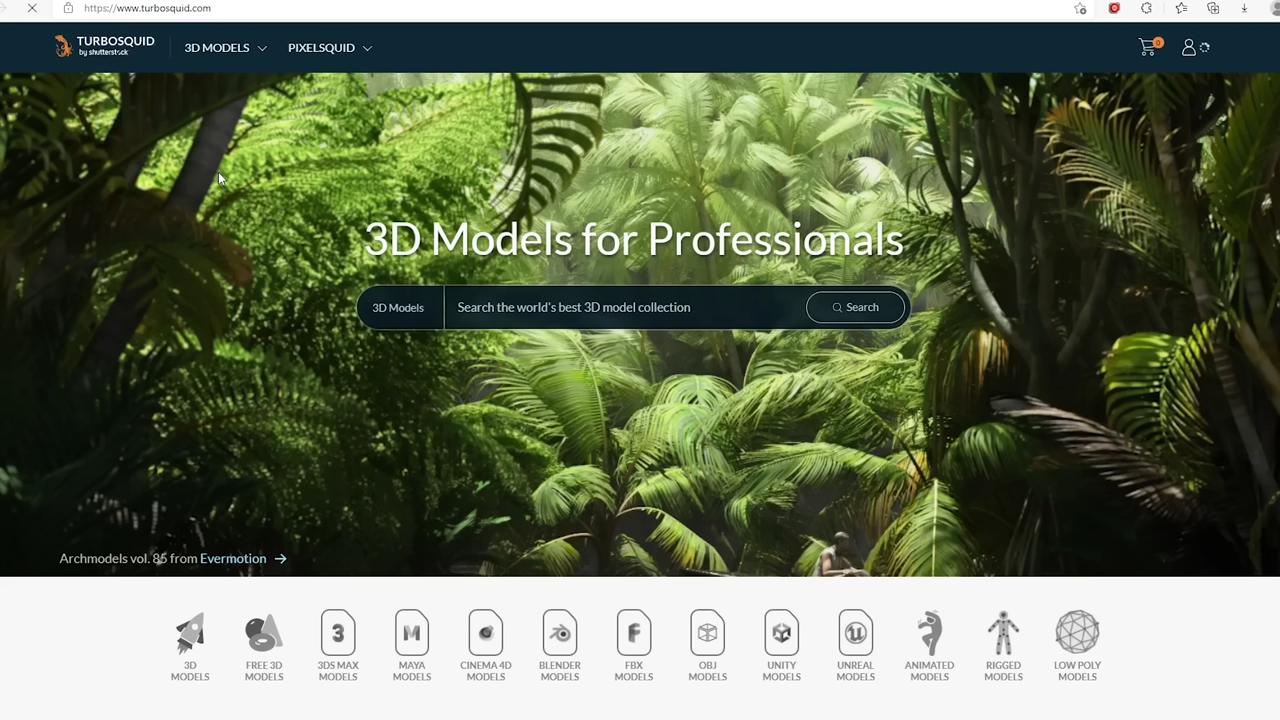 https://www.turbosquid.com
TURBOSQUID
by shutterstock
3D MODELS
PIXELSQUID
0
3D Models for Professionals
3D Models
Search the world's best 3D model collection
Search
Archmodels vol. 85 from Evermotion →
3D
MODELS
FREE 3D
MODELS
3
3DS MAX
MODELS
M
MAYA
MODELS
CINEMA 4D
MODELS
BLENDER
MODELS
F
FBX
MODELS
OBJ
MODELS
UNITY
MODELS
U
UNREAL
MODELS
ANIMATED
MODELS
RIGGED
MODELS
LOW POLY
MODELS